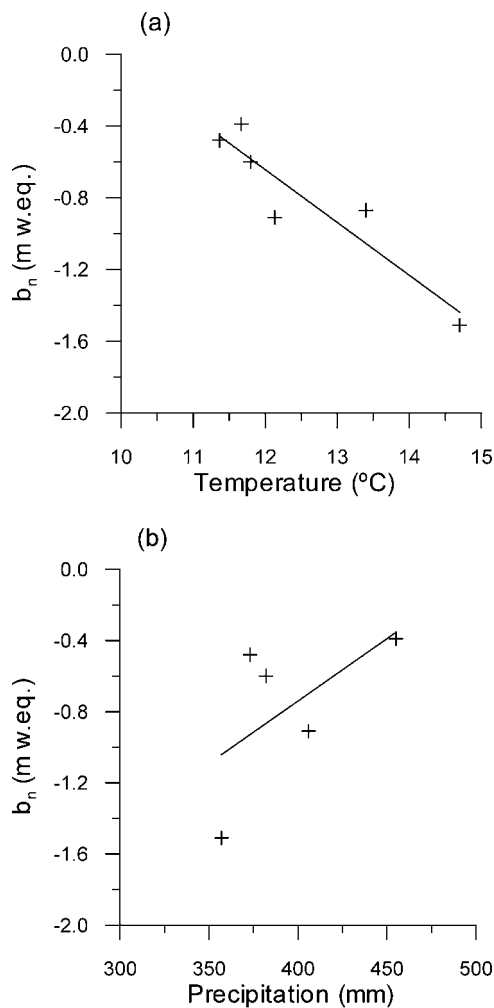 (a)
0.0
-0.4
-0.8
-1.2
-1.6
-2.0
b_n (m w.eq.)
10 11 12 13 14 15
Temperature (ºC)
(b)
0.0
-0.4
-0.8
-1.2
-1.6
-2.0
b_n (m w.eq.)
300 350 400 450 500
Precipitation (mm)